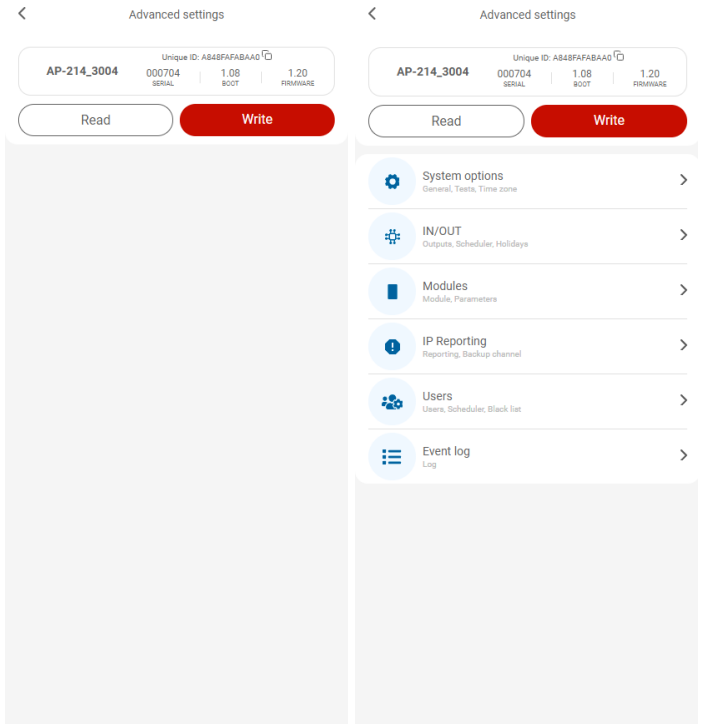 Advanced settings
Unique ID: A848FAFABAA0
AP-214_3004
000704 1.08 1.20
SERIAL BOOT FIRMWARE
Read Write
Advanced settings
Unique ID: A848FAFABAA0
AP-214_3004
000704 1.08 1.20
SERIAL BOOT FIRMWARE
Read Write
System options
General, Tests, Time zone
IN/OUT
Outputs, Scheduler, Holidays
Modules
Module, Parameters
IP Reporting
Reporting, Backup channel
Users
Users, Scheduler, Black list
Event log
Log